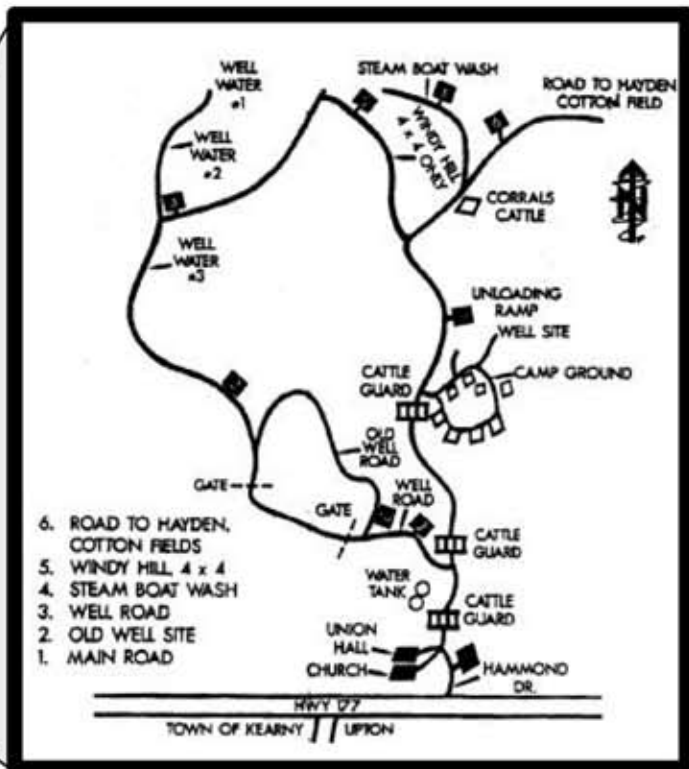 WELL
WATER
#1
STEAM BOAT WASH
ROAD TO HAYDEN
COTTON FIELD
WELL
WATER
#2
WINDY HILL
4 x 4 ONLY
CORRALS
CATTLE
WELL
WATER
#3
UNLOADING
RAMP
WELL SITE
CATTLE
GUARD
CAMP GROUND
OLD
WELL
ROAD
GATE
WELL
ROAD
GATE
6. ROAD TO HAYDEN,
COTTON FIELDS
5. WINDY HILL 4 x 4
4. STEAM BOAT WASH
3. WELL ROAD
2. OLD WELL SITE
1. MAIN ROAD
CATTLE
GUARD
WATER
TANK
CATTLE
GUARD
UNION
HALL
CHURCH
HAMMOND
DR.
HWY 177
TOWN OF KEARNY
UPTON